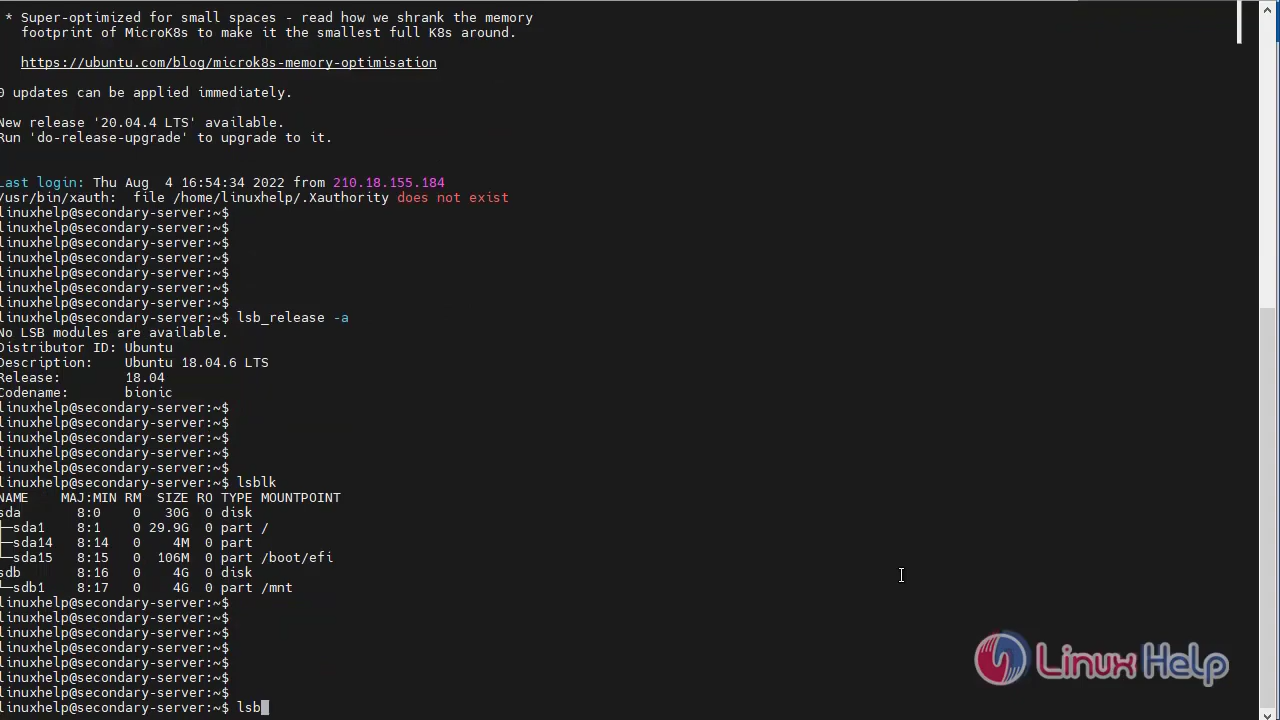 * Super-optimized for small spaces - read how we shrank the memory
footprint of MicroK8s to make it the smallest full K8s around.
https://ubuntu.com/blog/microk8s-memory-optimisation
0 updates can be applied immediately.
New release '20.04.4 LTS' available.
Run 'do-release-upgrade' to upgrade to it.
Last login: Thu Aug  4 16:54:34 2022 from 210.18.155.184
/usr/bin/xauth:  file /home/linuxhelp/.Xauthority does not exist
linuxhelp@secondary-server:~$
linuxhelp@secondary-server:~$
linuxhelp@secondary-server:~$
linuxhelp@secondary-server:~$
linuxhelp@secondary-server:~$
linuxhelp@secondary-server:~$
linuxhelp@secondary-server:~$
linuxhelp@secondary-server:~$ lsb_release -a
No LSB modules are available.
Distributor ID: Ubuntu
Description:    Ubuntu 18.04.6 LTS
Release:        18.04
Codename:       bionic
linuxhelp@secondary-server:~$
linuxhelp@secondary-server:~$
linuxhelp@secondary-server:~$
linuxhelp@secondary-server:~$
linuxhelp@secondary-server:~$
linuxhelp@secondary-server:~$ lsblk
NAME    MAJ:MIN RM  SIZE RO TYPE MOUNTPOINT
sda       8:0    0   30G  0 disk
├─sda1    8:1    0 29.9G  0 part /
├─sda14   8:14   0    4M  0 part
└─sda15   8:15   0  106M  0 part /boot/efi
sdb       8:16   0    4G  0 disk
└─sdb1    8:17   0    4G  0 part /mnt
linuxhelp@secondary-server:~$
linuxhelp@secondary-server:~$
linuxhelp@secondary-server:~$
linuxhelp@secondary-server:~$
linuxhelp@secondary-server:~$
linuxhelp@secondary-server:~$
linuxhelp@secondary-server:~$
linuxhelp@secondary-server:~$ lsb
Linux Help